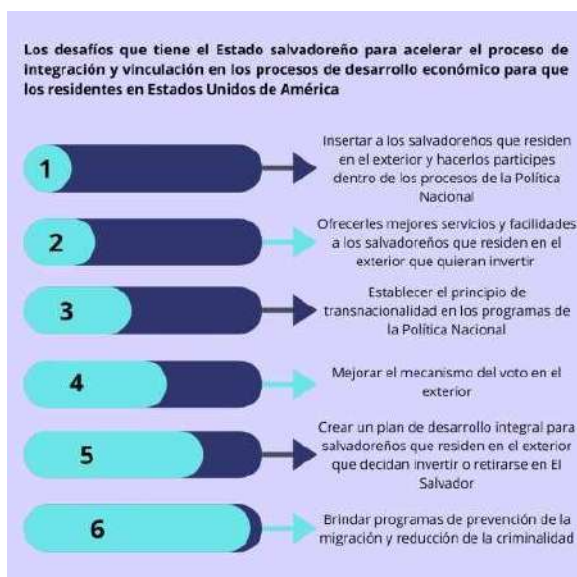 Los desafíos que tiene el Estado salvadoreño para acelerar el proceso de
integración y vinculación en los procesos de desarrollo económico para que
los residentes en Estados Unidos de América
1
Insertar a los salvadoreños que residen
en el exterior y hacerlos participes
dentro de los procesos de la Política
Nacional
2
Ofrecerles mejores servicios y facilidades
a los salvadoreños que residen en el
exterior que quieran invertir
3
Establecer el principio de
transnacionalidad en los programas de
la Política Nacional
4
Mejorar el mecanismo del voto en el
exterior
5
Crear un plan de desarrollo integral para
salvadoreños que residen en el exterior
que decidan invertir o retirarse en El
Salvador
6
Brindar programas de prevención de la
migración y reducción de la criminalidad